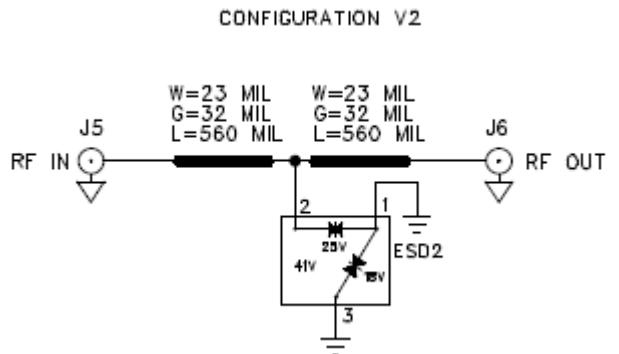 CONFIGURATION V2
W=23 MIL
G=32 MIL
L=560 MIL
W=23 MIL
G=32 MIL
L=560 MIL
J5
J6
RF IN
RF OUT
2
1
25V
41V
ESD2
3